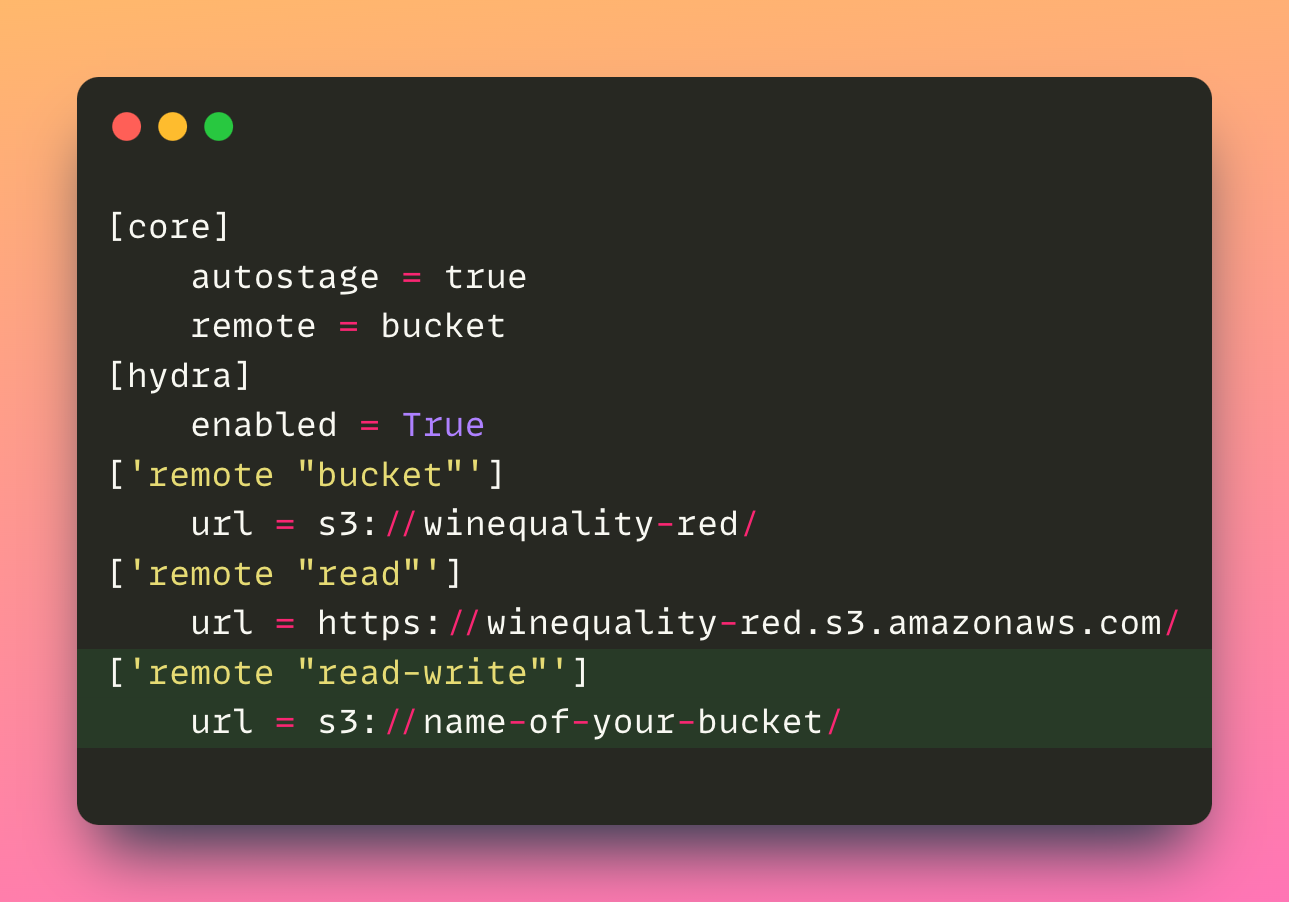 [core]
    autostage = true
    remote = bucket
[hydra]
    enabled = True
['remote "bucket"']
    url = s3://winequality-red/
['remote "read"']
    url = https://winequality-red.s3.amazonaws.com/
['remote "read-write"']
    url = s3://name-of-your-bucket/